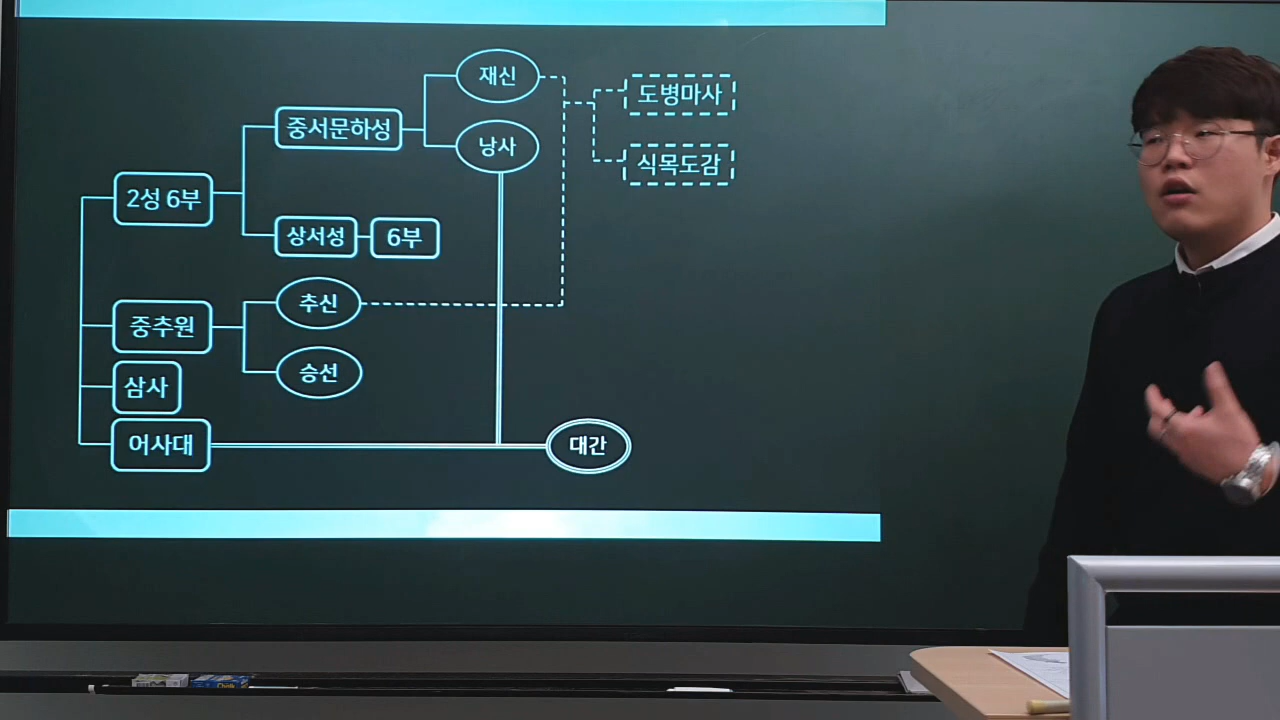 재신
도병마사
중서문하성
낭사
식목도감
2성 6부
상서성
6부
추신
중추원
승선
삼사
어사대
대간